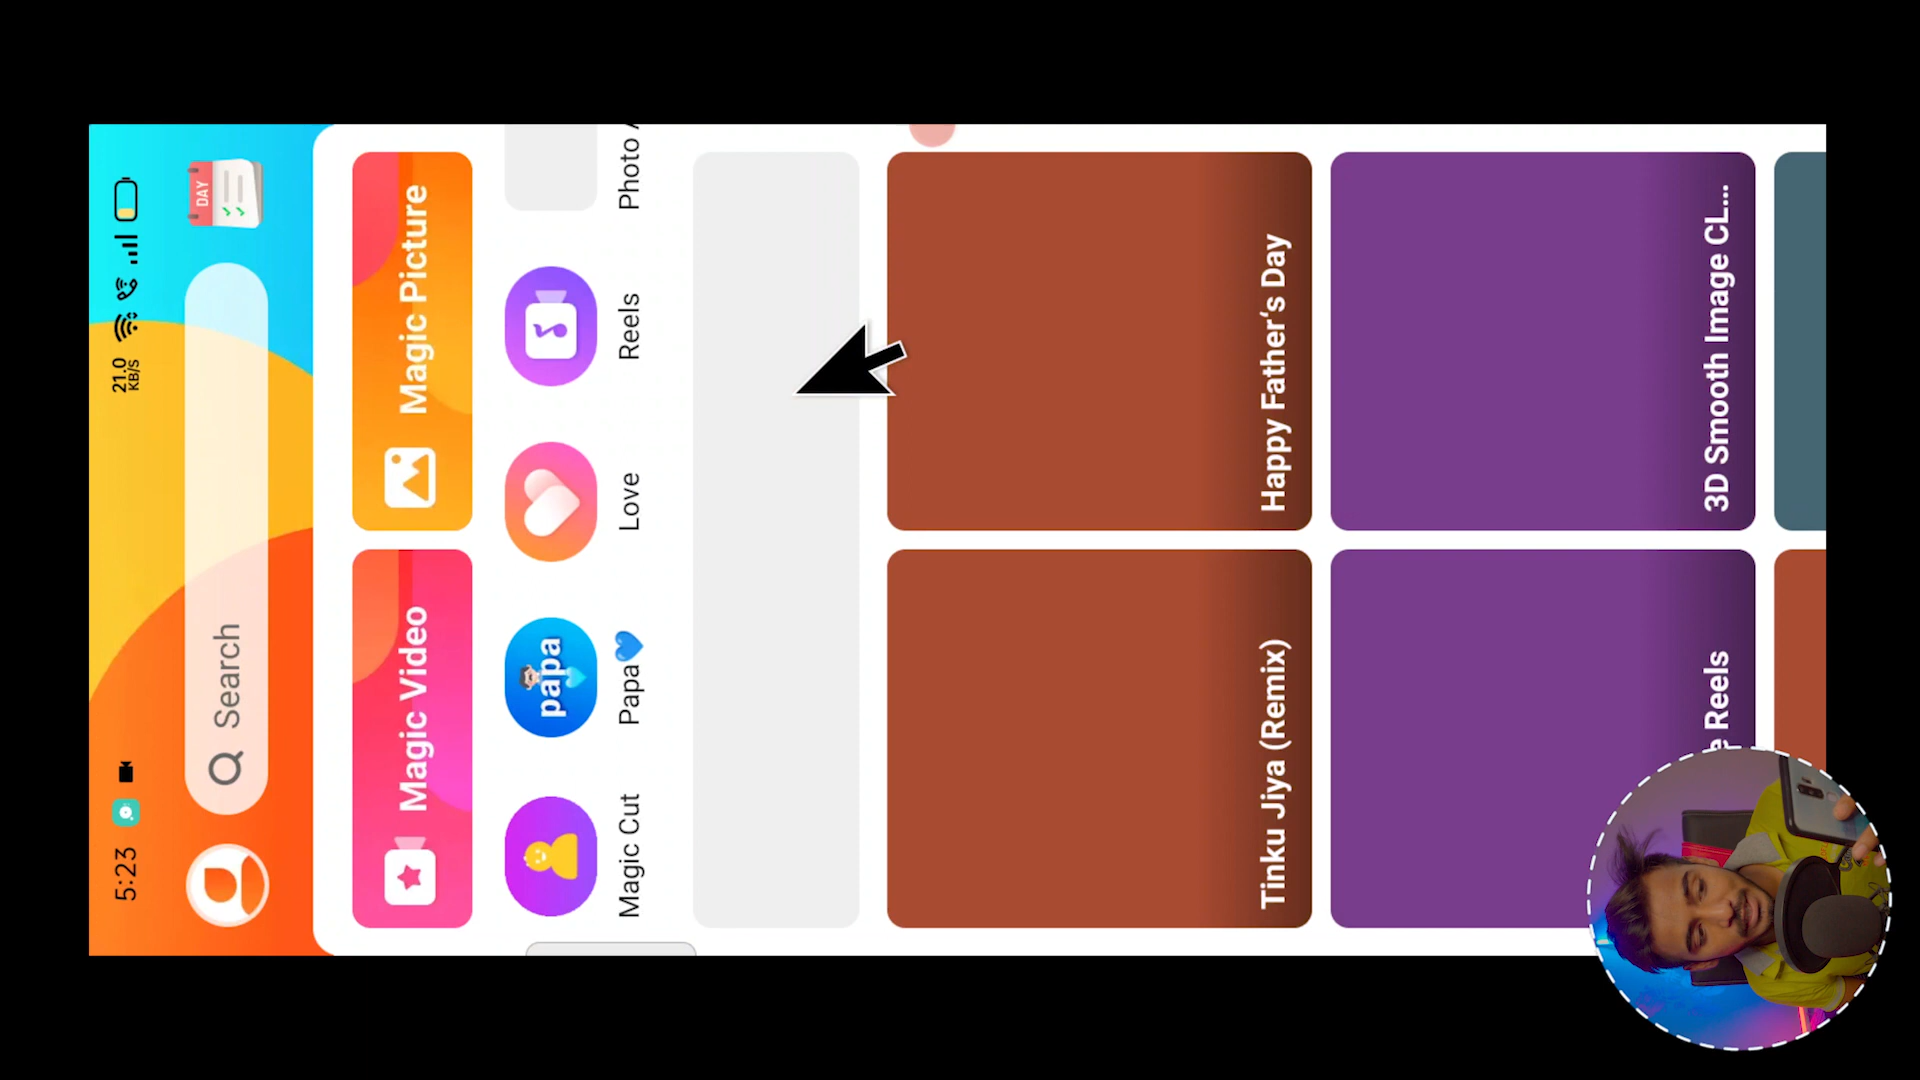 5:23
21.0
KB/S
Search
DAY
Magic Video
Magic Picture
papa
Magic Cut
Papa💙
Love
Reels
Photo
Tinku Jiya (Remix)
Happy Father's Day
Reels
3D Smooth Image CL...